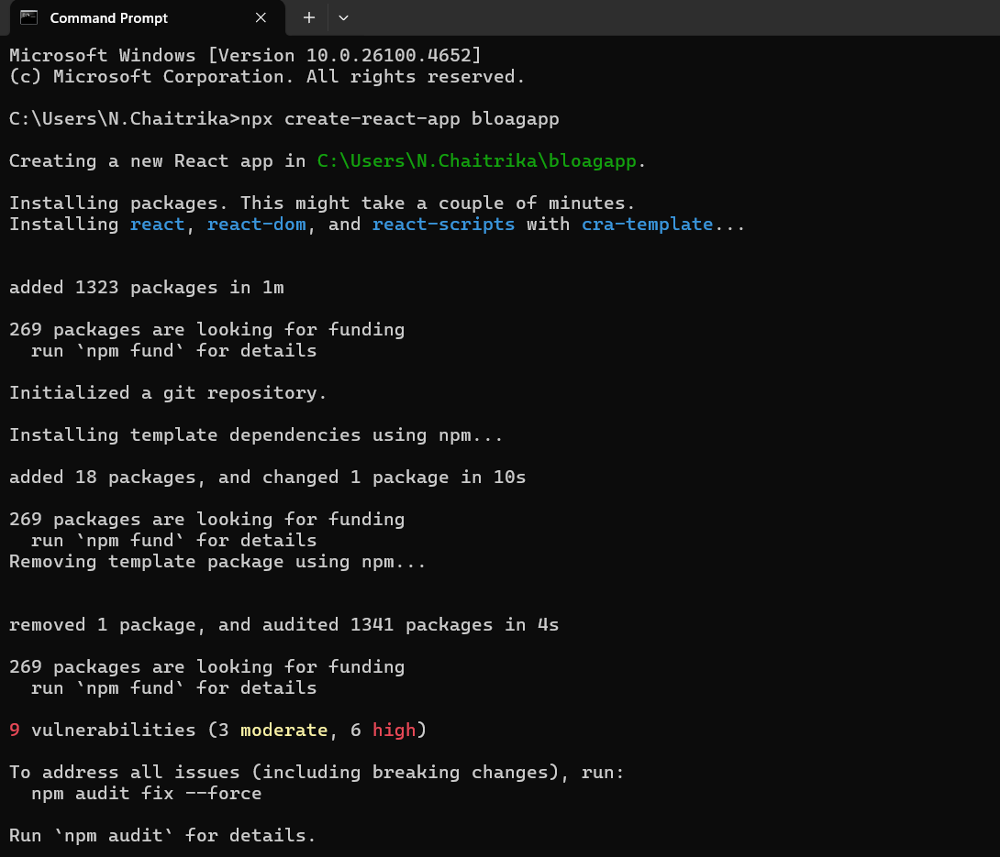 Command Prompt
Microsoft Windows [Version 10.0.26100.4652]
(c) Microsoft Corporation. All rights reserved.
C:\Users\N.Chaitrika>npx create-react-app bloagapp
Creating a new React app in C:\Users\N.Chaitrika\bloagapp.
Installing packages. This might take a couple of minutes.
Installing react, react-dom, and react-scripts with cra-template...
added 1323 packages in 1m
269 packages are looking for funding
  run `npm fund` for details
Initialized a git repository.
Installing template dependencies using npm...
added 18 packages, and changed 1 package in 10s
269 packages are looking for funding
  run `npm fund` for details
Removing template package using npm...
removed 1 package, and audited 1341 packages in 4s
269 packages are looking for funding
  run `npm fund` for details
9 vulnerabilities (3 moderate, 6 high)
To address all issues (including breaking changes), run:
  npm audit fix --force
Run `npm audit` for details.